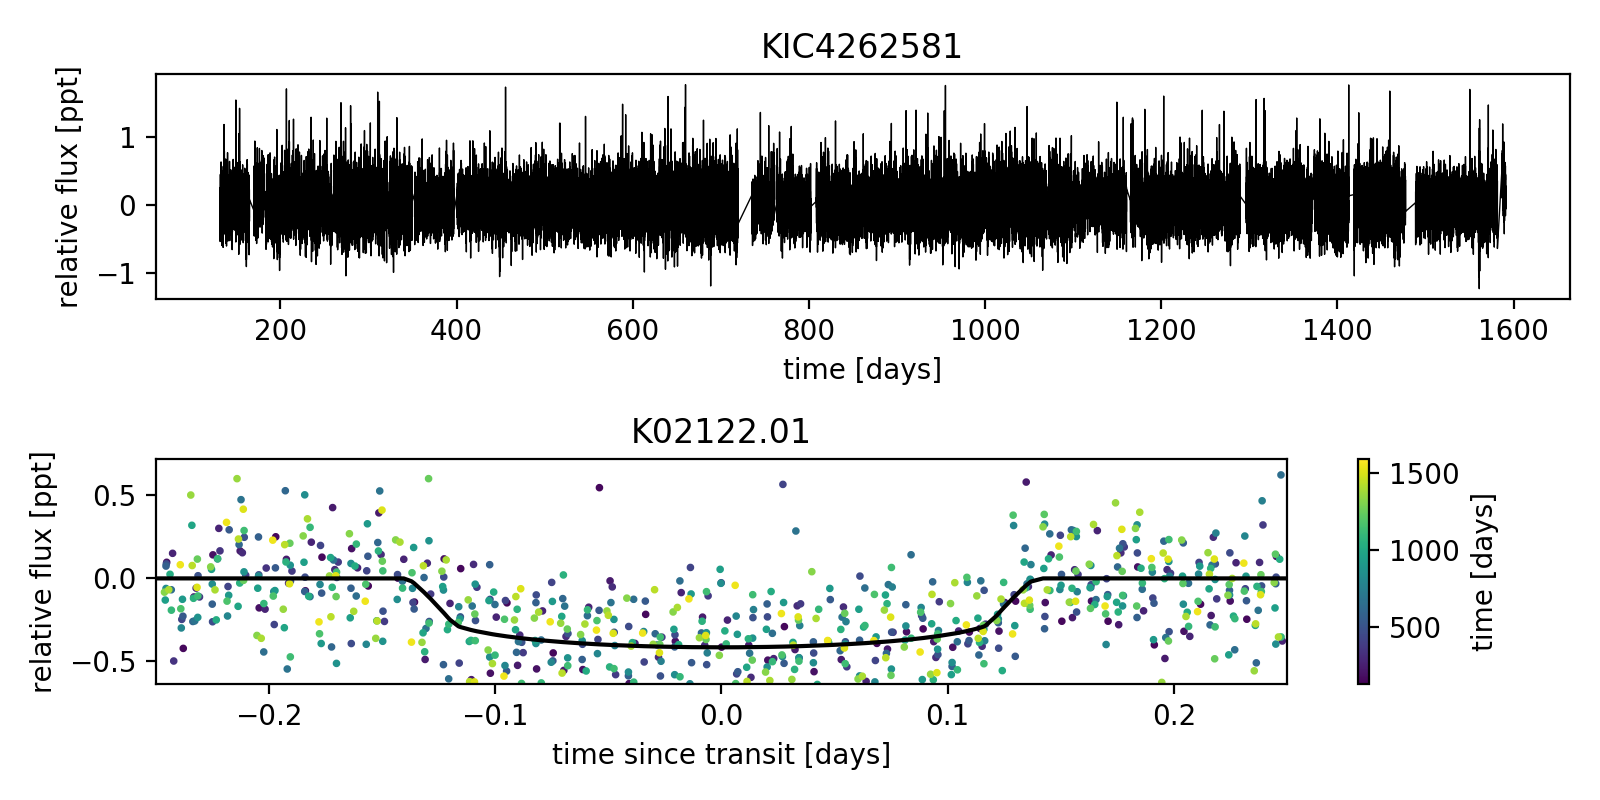 KIC4262581
relative flux [ppt]
1
0
−1
200 400 600 800 1000 1200 1400 1600
time [days]
K02122.01
relative flux [ppt]
0.5
0.0
−0.5
−0.2 −0.1 0.0 0.1 0.2
time since transit [days]
1500
1000
500
time [days]